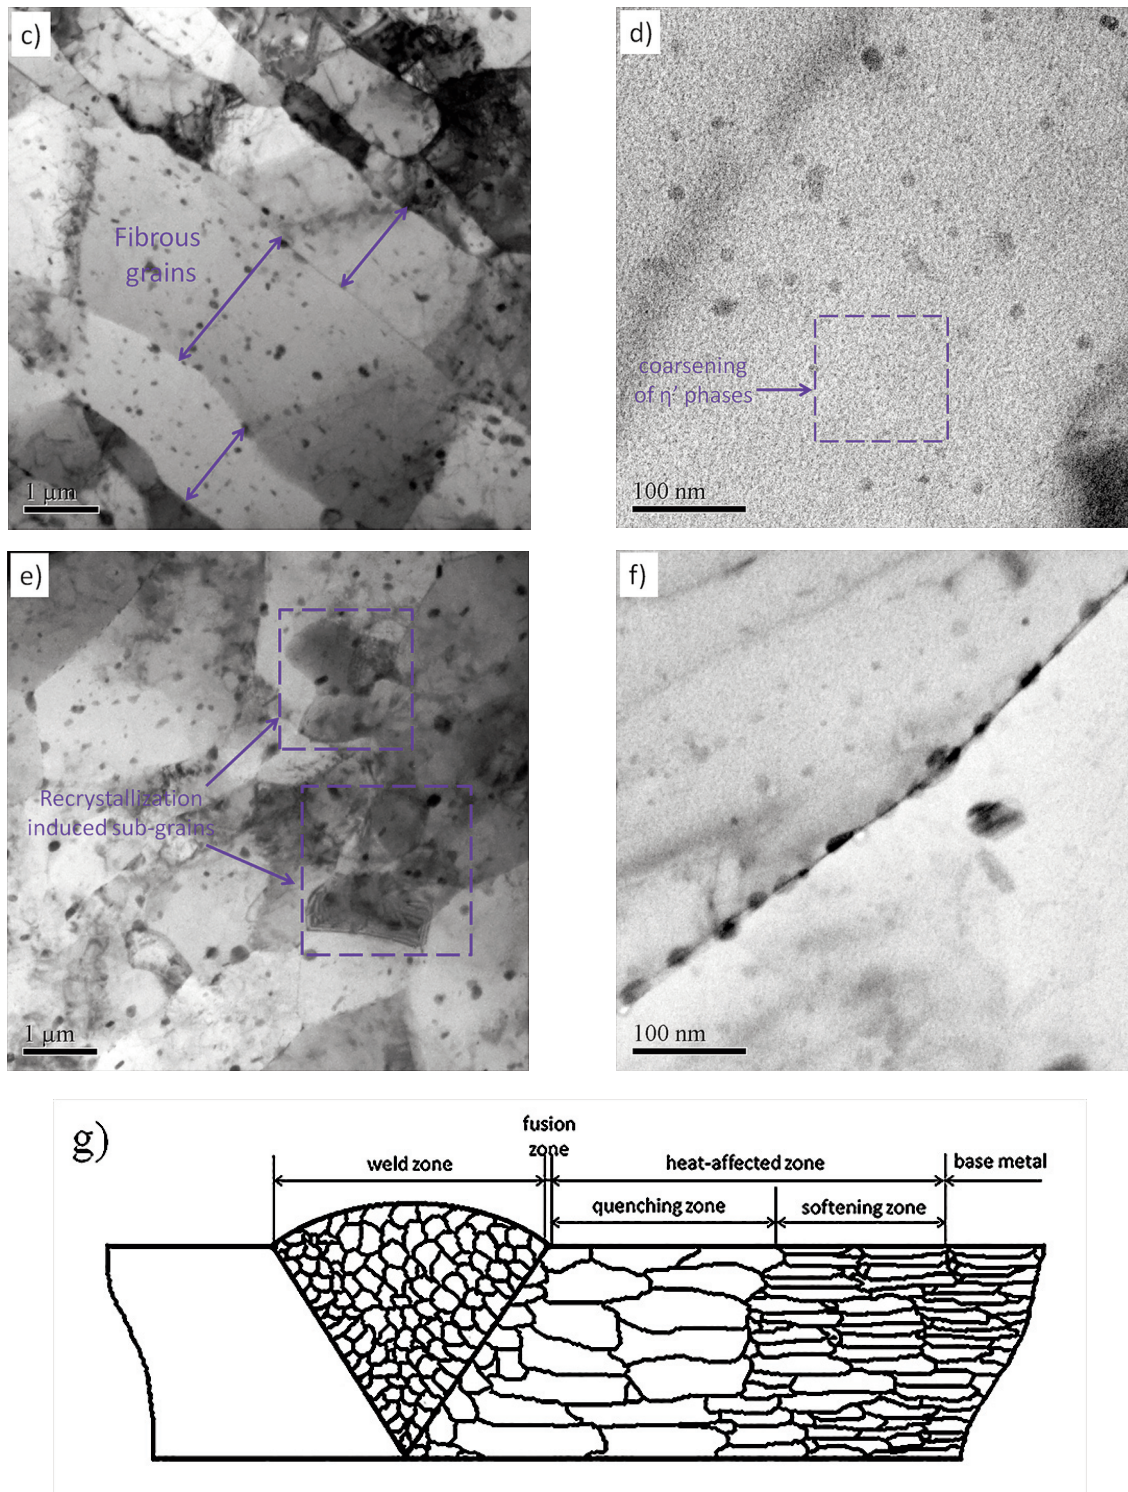 c)
Fibrous
grains
1 μm
d)
coarsening
of η’ phases
100 nm
e)
Recrystallization
induced sub-grains
1 μm
f)
100 nm
g)
fusion
zone
weld zone
heat-affected zone
base metal
quenching zone
softening zone